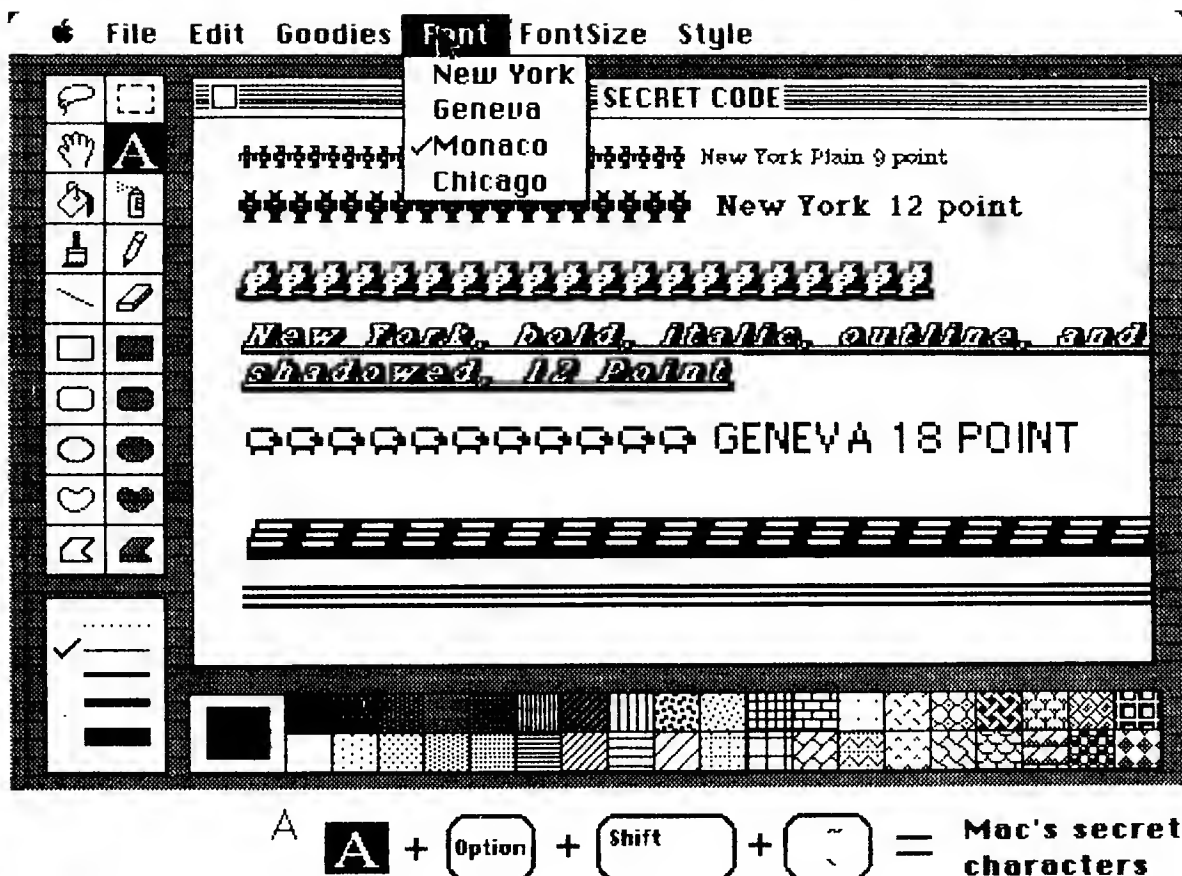 File Edit Goodies Font FontSize Style
New York
Geneva
✓Monaco
Chicago
SECRET CODE
New York Plain 9 point
New York 12 point
New York, bold, italic, outline, and
shadowed, 12 Point
GENEVA 18 POINT
A
A + Option + Shift + ~ ` = Mac's secret
characters